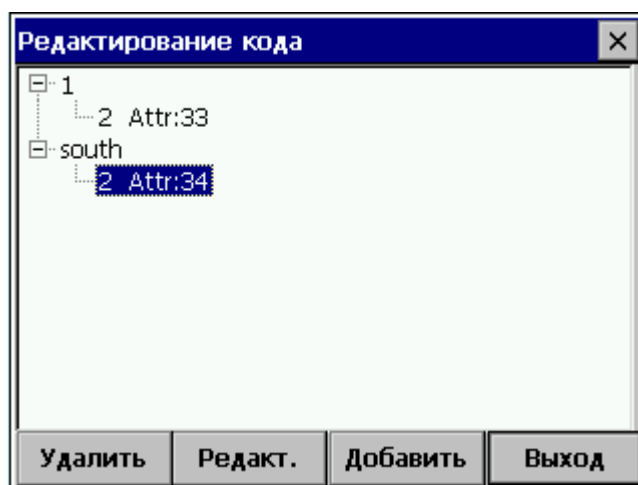 Редактирование кода
1
2 Attr:33
south
2 Attr:34
Удалить Редакт. Добавить Выход